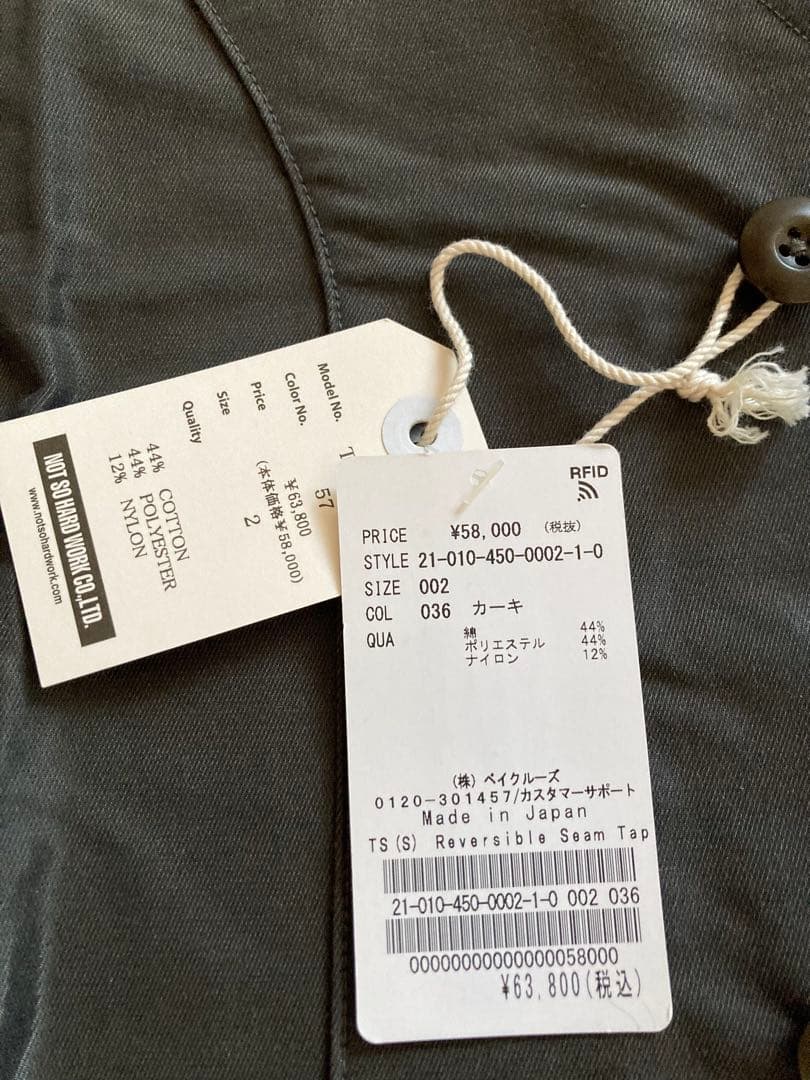 Model No. T
Color No. 57
Price ¥63,800
(本体価格¥58,000)
Size 2
Quality 44% COTTON
44% POLYESTER
12% NYLON
NOT SO HARD WORK CO.,LTD.
www.notsohardwork.com
RFID
PRICE ¥58,000 (税抜)
STYLE 21-010-450-0002-1-0
SIZE 002
COL 036 カーキ
QUA 綿 44%
ポリエステル 44%
ナイロン 12%
(株) ベイクルーズ
0120-301457/カスタマーサポート
Made in Japan
TS(S) Reversible Seam Tap
21-010-450-0002-1-0 002 036
00000000000000058000
¥63,800(税込)